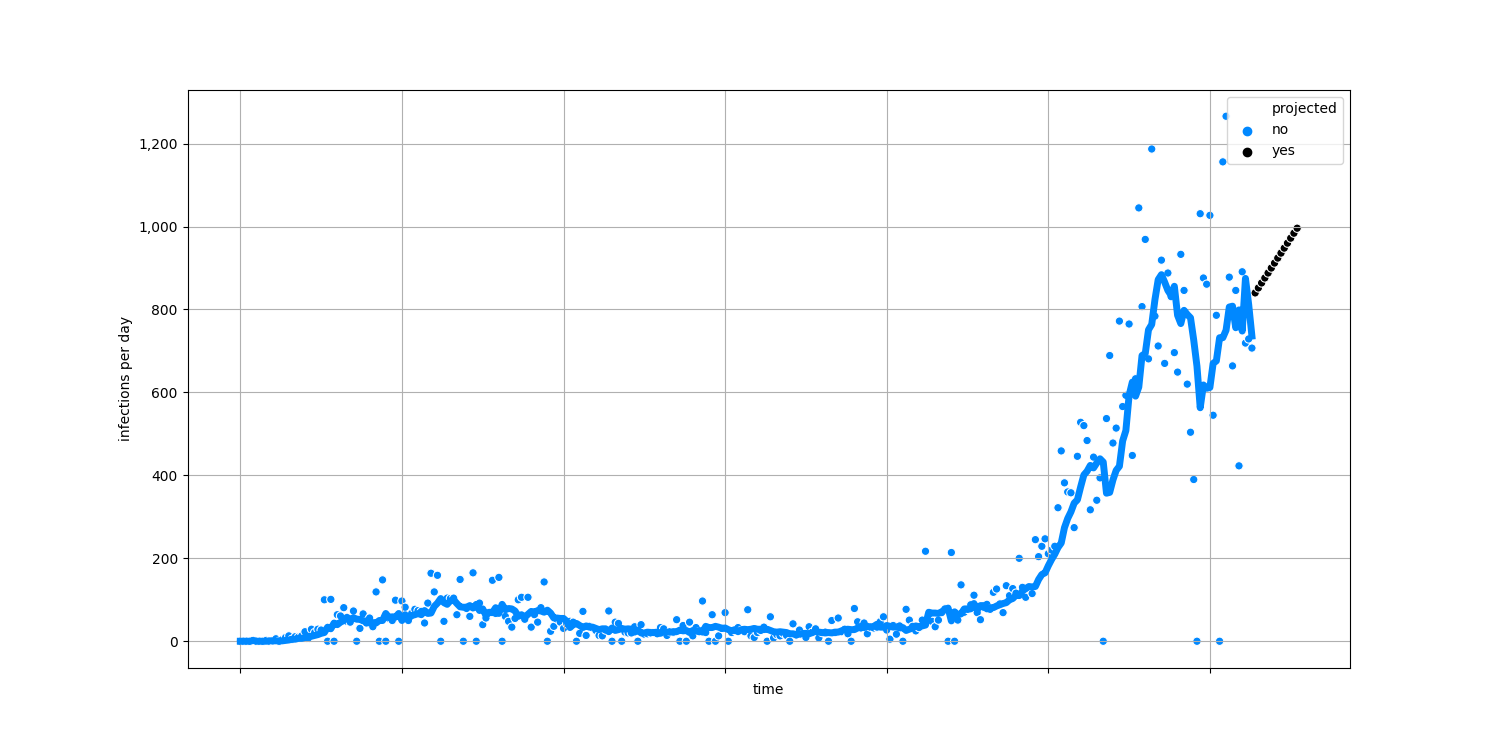 projected
no
yes
1,200
1,000
800
600
400
200
0
infections per day
time